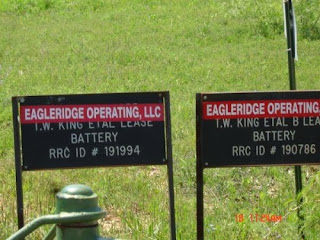 EAGLERIDGE OPERATING, LLC
T.W. KING ETAL LEASE
BATTERY
RRC ID # 191994
EAGLERIDGE OPERATING,
T.W. KING ETAL B LEA
BATTERY
RRC ID # 190786